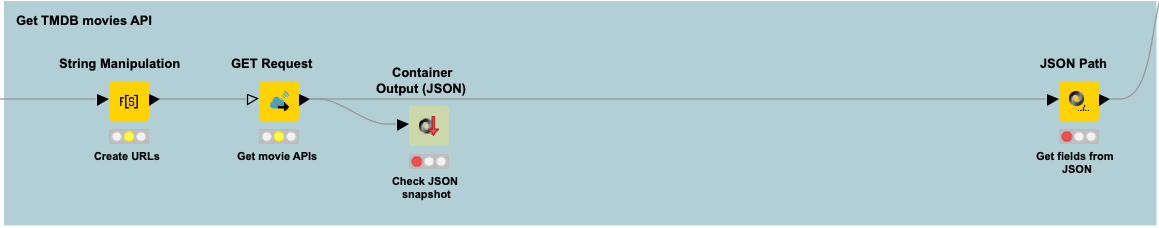 Get TMDB movies API
String Manipulation
F[S]
Create URLs
GET Request
Get movie APIs
Container
Output (JSON)
Check JSON
snapshot
JSON Path
../..
Get fields from
JSON